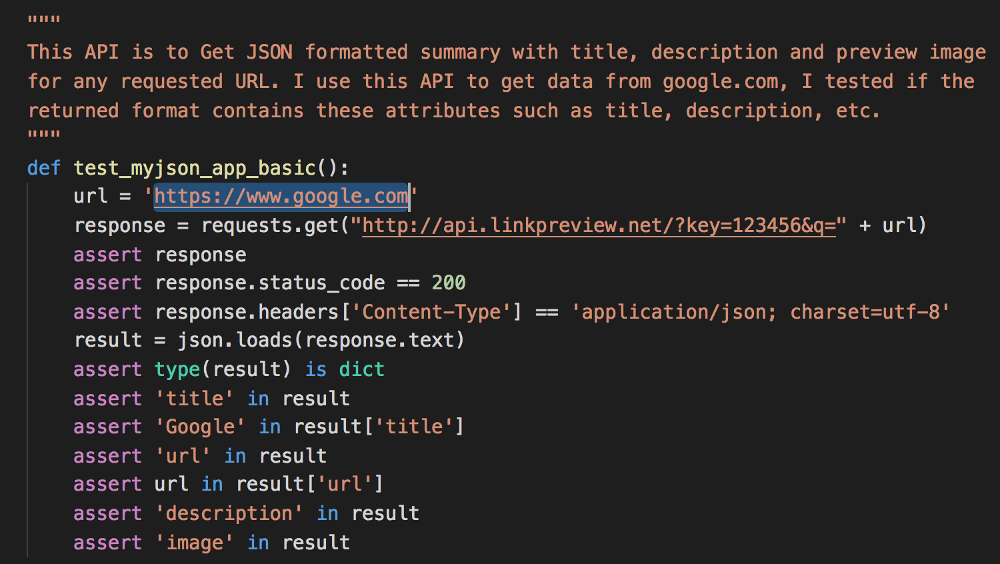 """
This API is to Get JSON formatted summary with title, description and preview image
for any requested URL. I use this API to get data from google.com, I tested if the
returned format contains these attributes such as title, description, etc.
"""
def test_myjson_app_basic():
    url = 'https://www.google.com'
    response = requests.get("http://api.linkpreview.net/?key=123456&q=" + url)
    assert response
    assert response.status_code == 200
    assert response.headers['Content-Type'] == 'application/json; charset=utf-8'
    result = json.loads(response.text)
    assert type(result) is dict
    assert 'title' in result
    assert 'Google' in result['title']
    assert 'url' in result
    assert url in result['url']
    assert 'description' in result
    assert 'image' in result